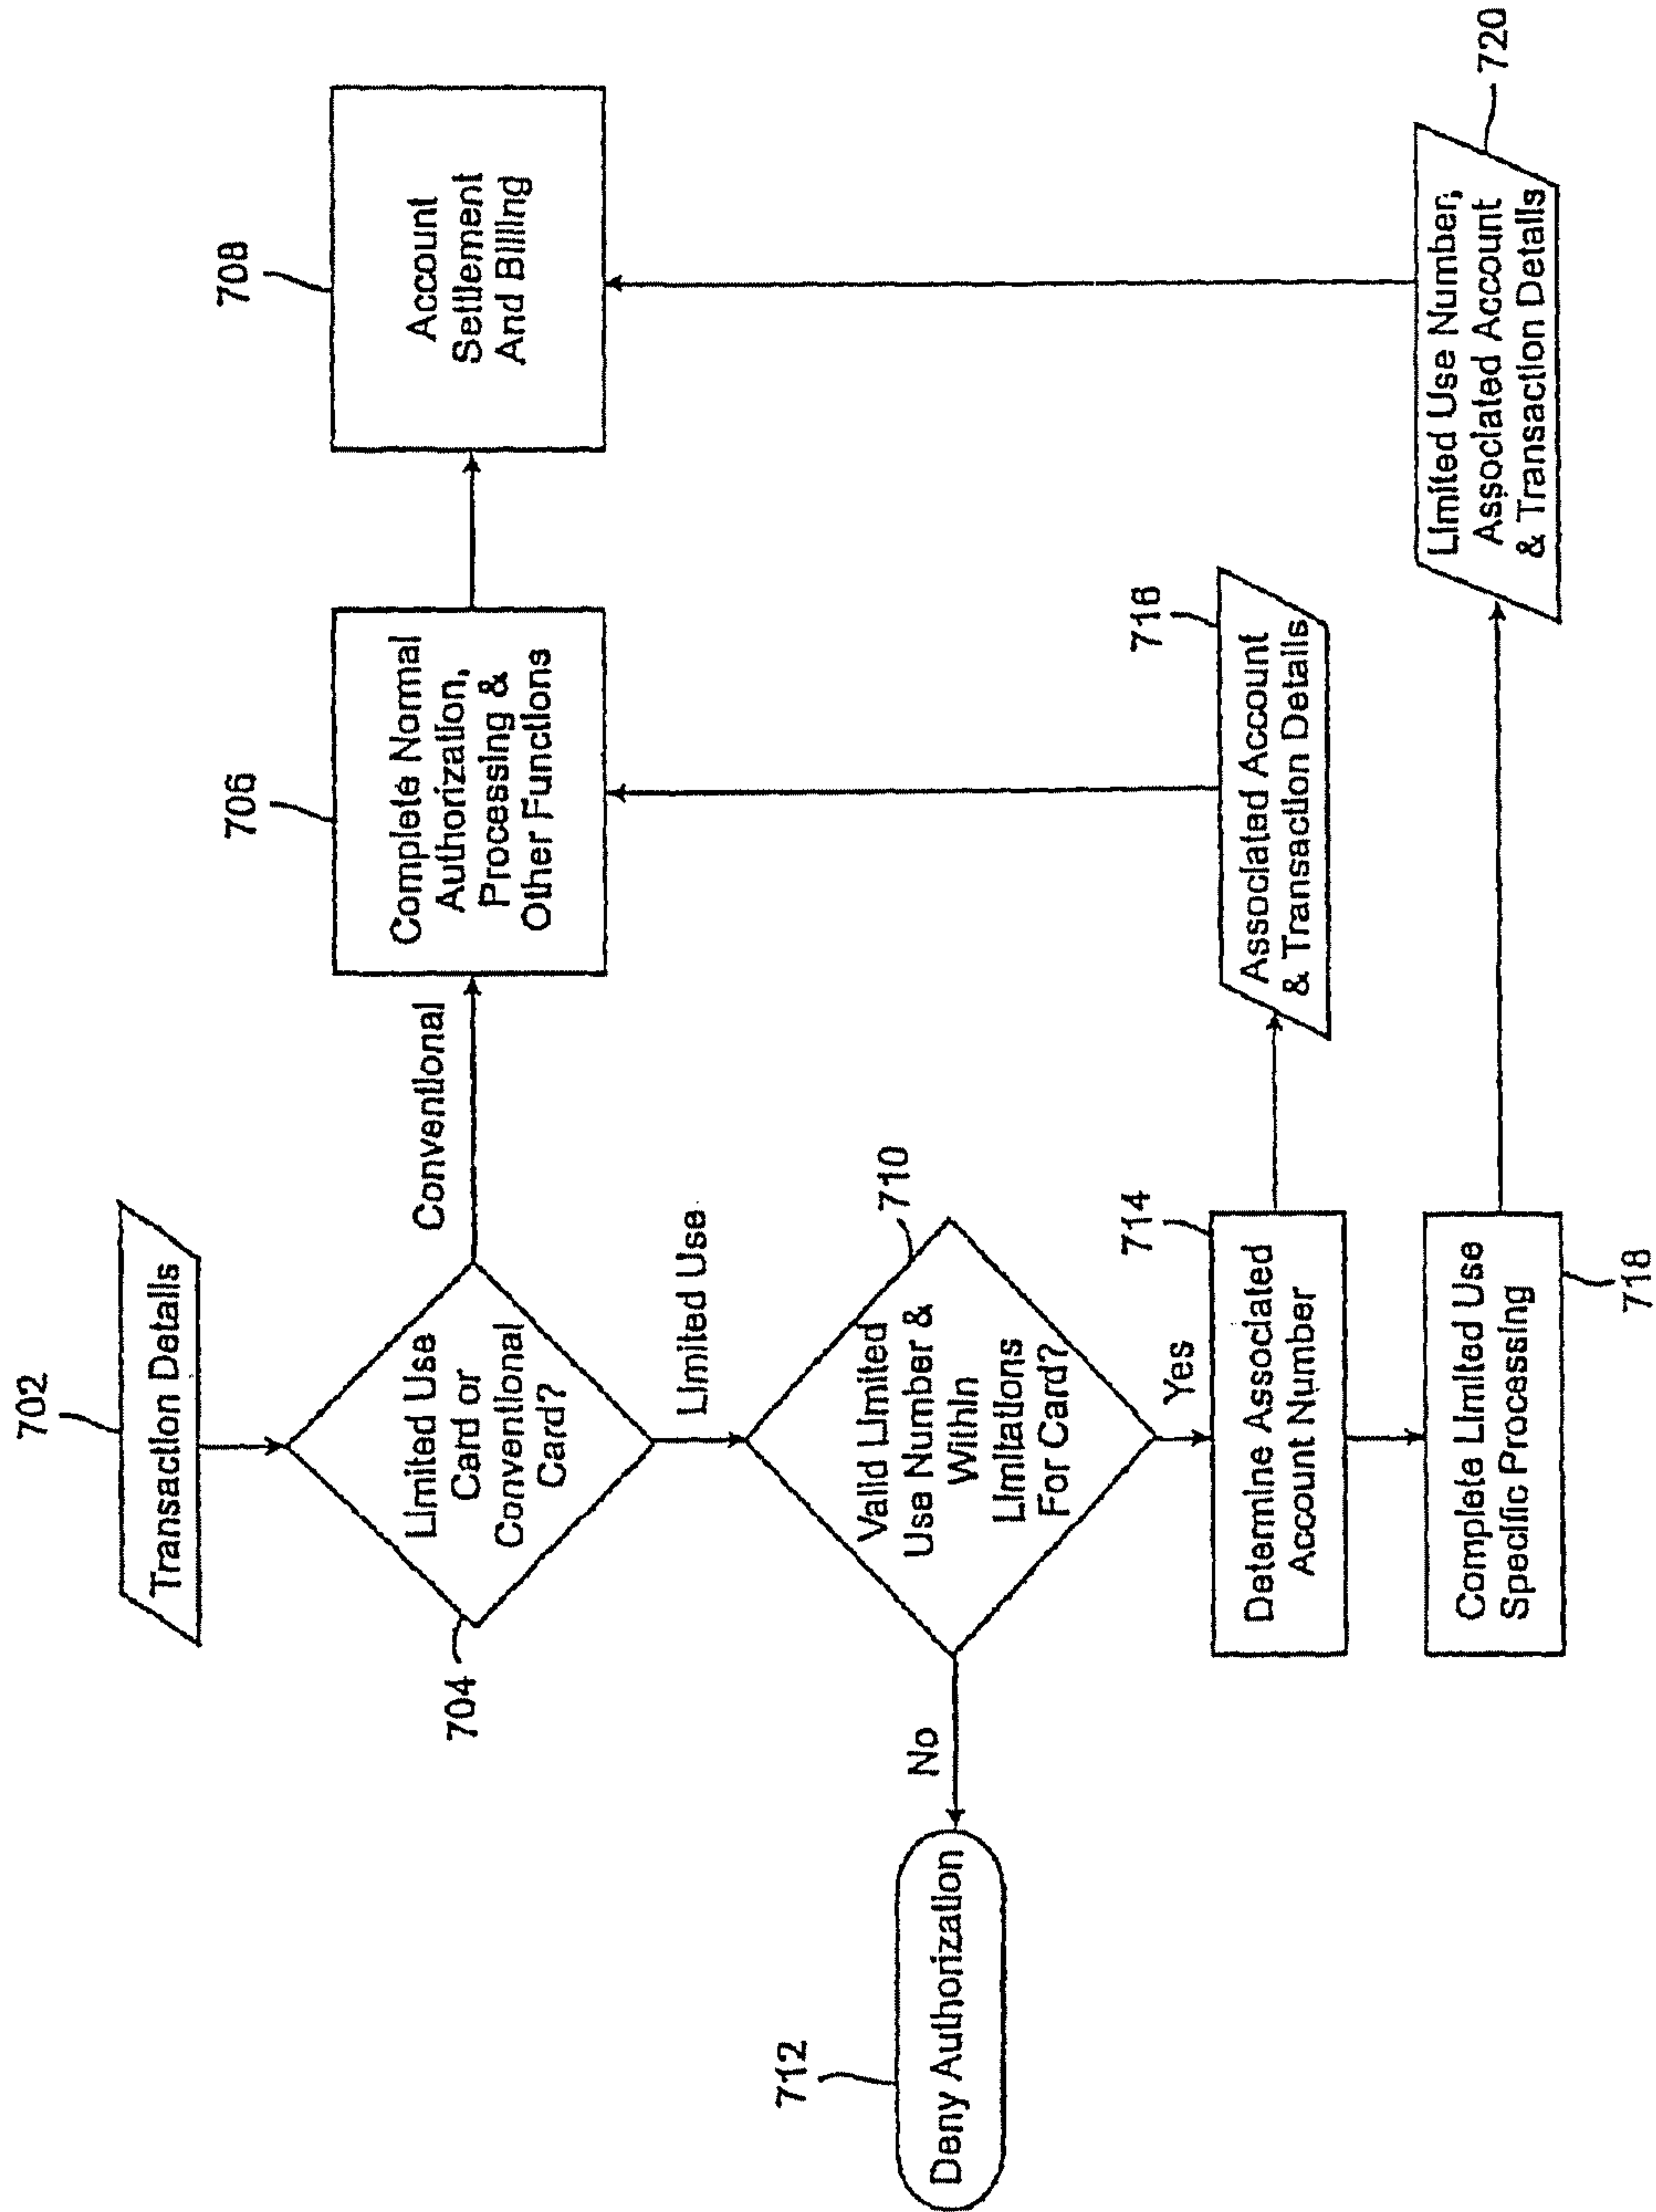 702
Transaction Details
704
Limited Use
Card or
Conventional
Card?
Conventional
706
Complete Normal
Authorization,
Processing &
Other Functions
708
Account
Settlement
And Billing
Limited Use
710
Valid Limited
Use Number &
Within
Limitations
For Card?
No
712
Deny Authorization
Yes
714
Determine Associated
Account Number
716
Associated Account
& Transaction Details
718
Complete Limited Use
Specific Processing
720
Limited Use Number,
Associated Account
& Transaction Details